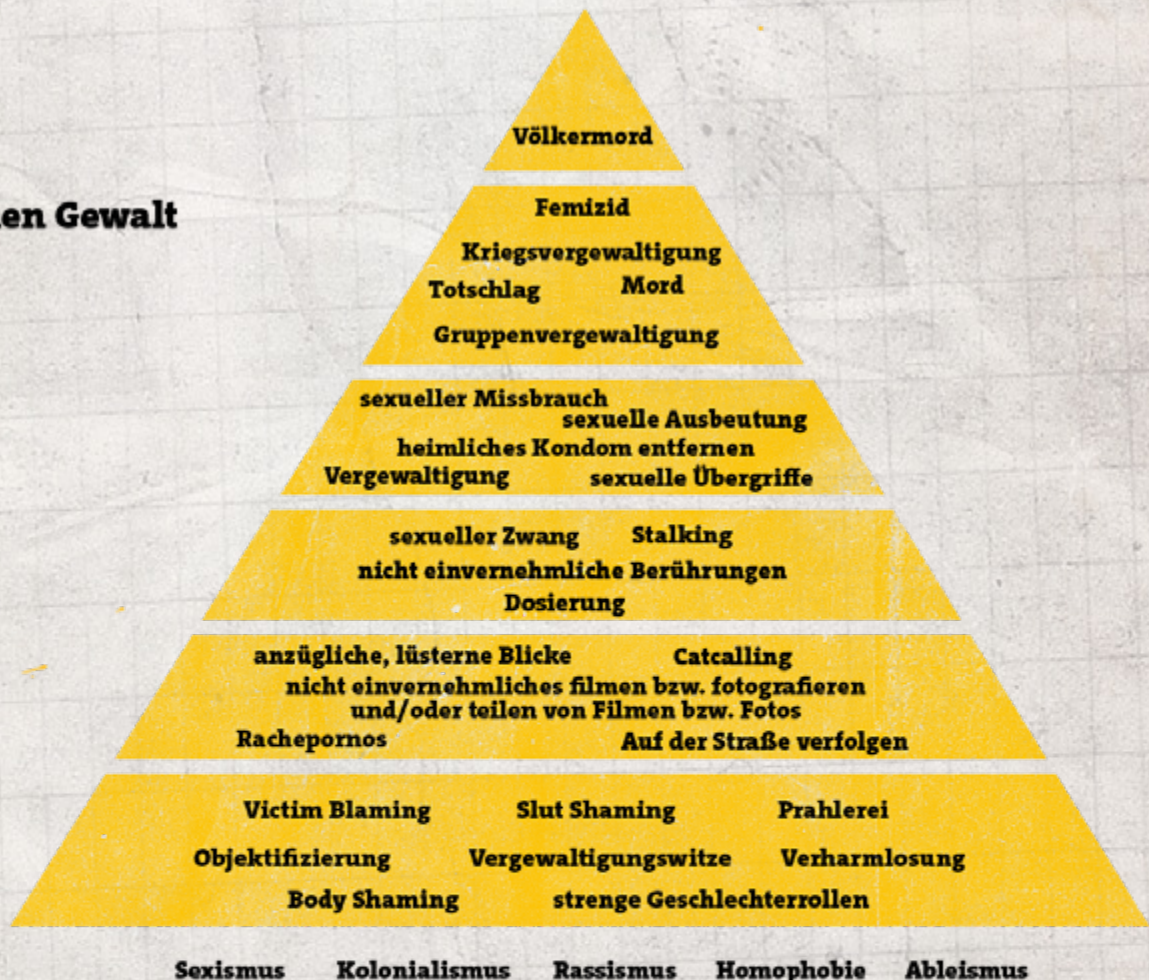 Völkermord
en Gewalt
Femizid
Kriegsvergewaltigung
Totschlag Mord
Gruppenvergewaltigung
sexueller Missbrauch
sexuelle Ausbeutung
heimliches Kondom entfernen
Vergewaltigung sexuelle Übergriffe
sexueller Zwang Stalking
nicht einvernehmliche Berührungen
Dosierung
anzügliche, lüsterne Blicke Catcalling
nicht einvernehmliches filmen bzw. fotografieren
und/oder teilen von Filmen bzw. Fotos
Rachepornos Auf der Straße verfolgen
Victim Blaming Slut Shaming Prahlerei
Objektifizierung Vergewaltigungswitze Verharmlosung
Body Shaming strenge Geschlechterrollen
Sexismus Kolonialismus Rassismus Homophobie Ableismus